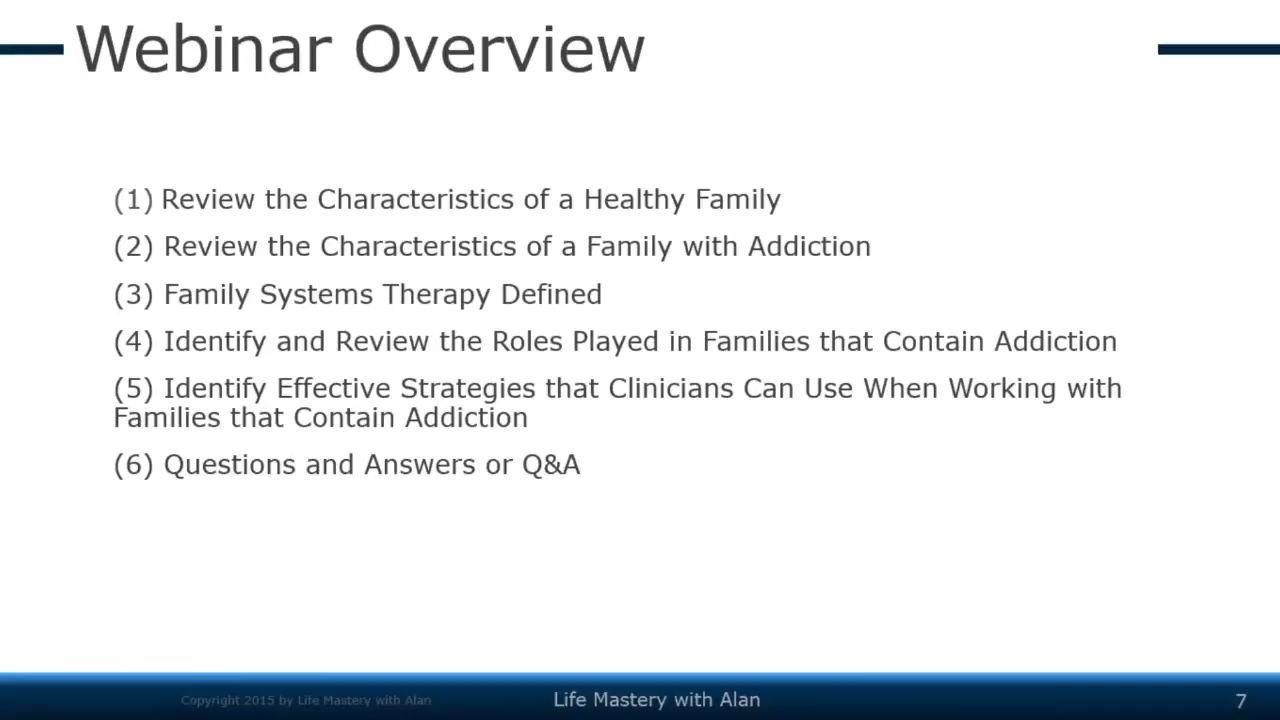 Webinar Overview
(1) Review the Characteristics of a Healthy Family
(2) Review the Characteristics of a Family with Addiction
(3) Family Systems Therapy Defined
(4) Identify and Review the Roles Played in Families that Contain Addiction
(5) Identify Effective Strategies that Clinicians Can Use When Working with
Families that Contain Addiction
(6) Questions and Answers or Q&A
Copyright 2015 by Life Mastery with Alan
Life Mastery with Alan
7